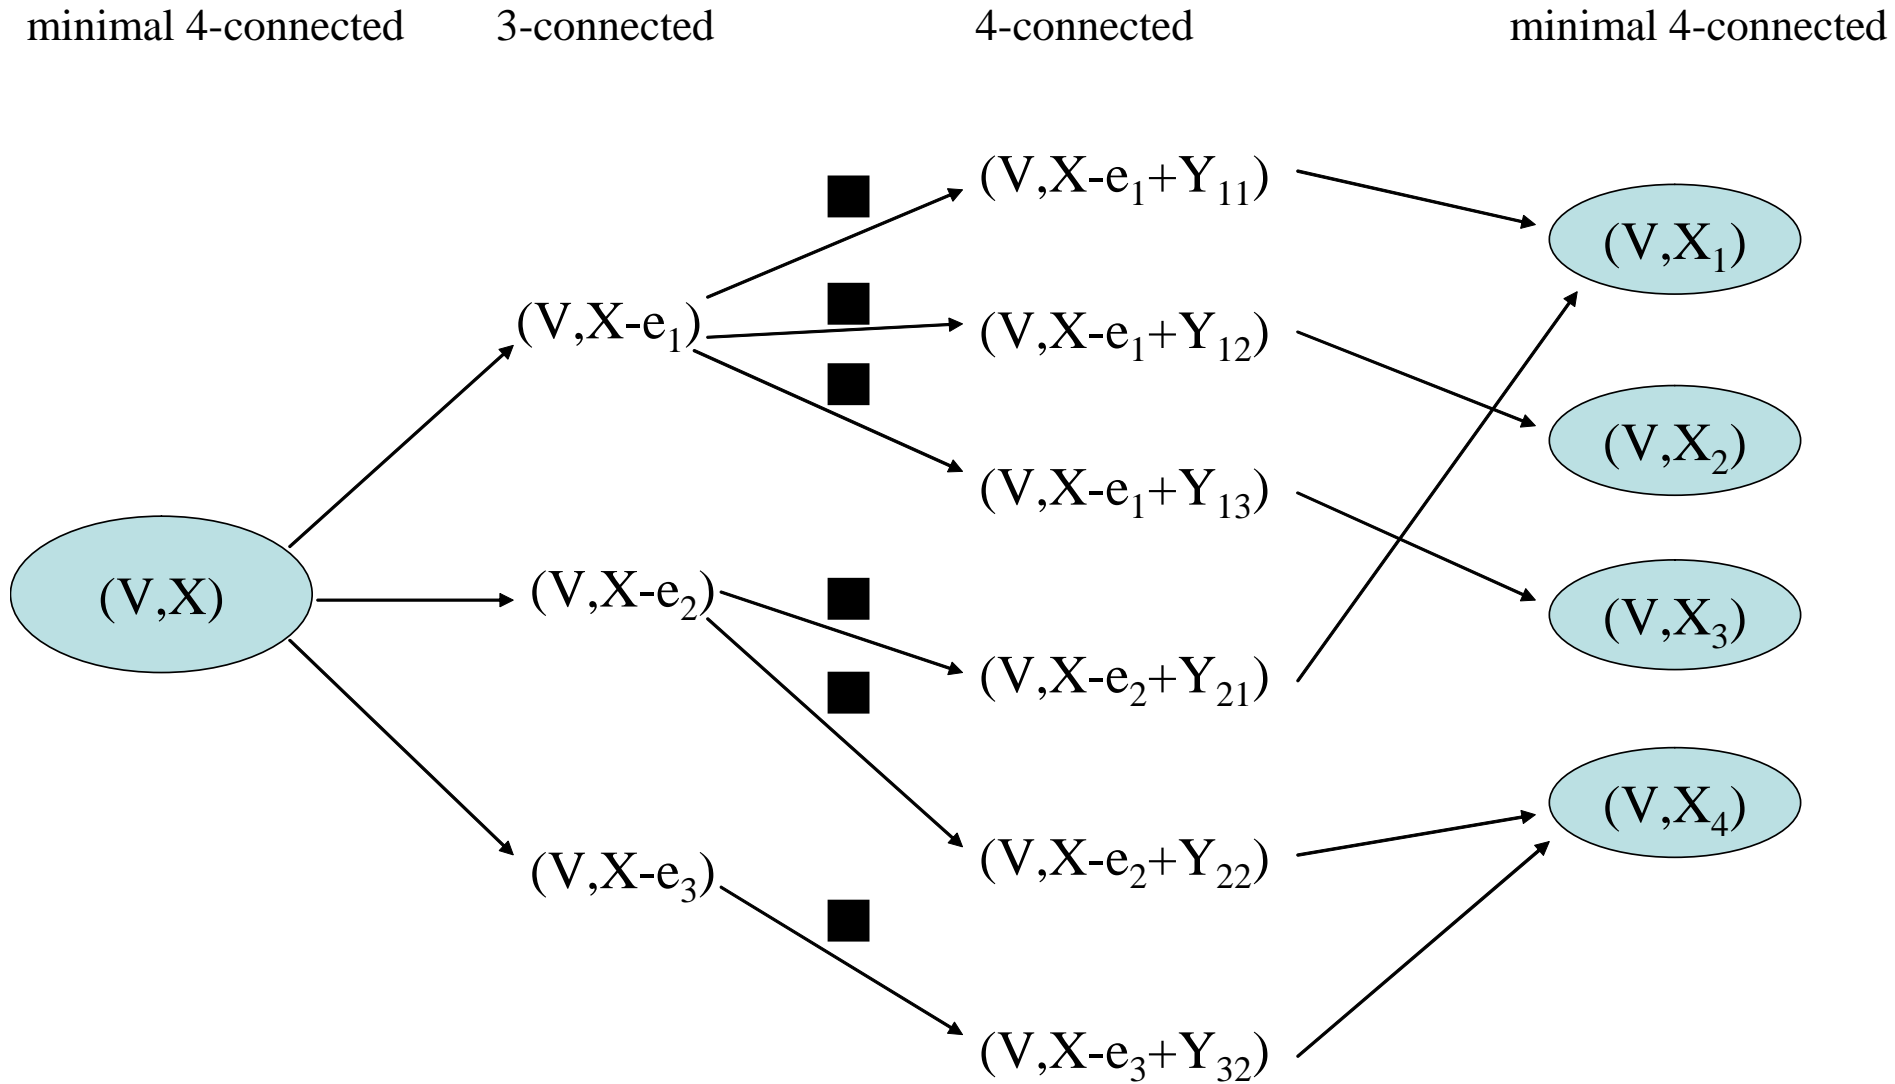 minimal 4-connected 3-connected 4-connected minimal 4-connected
(V,X-e₁+Y₁₁)
(V,X₁)
(V,X-e₁) (V,X-e₁+Y₁₂)
(V,X₂)
(V,X-e₁+Y₁₃)
(V,X) (V,X-e₂) (V,X₃)
(V,X-e₂+Y₂₁)
(V,X₄)
(V,X-e₃) (V,X-e₂+Y₂₂)
(V,X-e₃+Y₃₂)